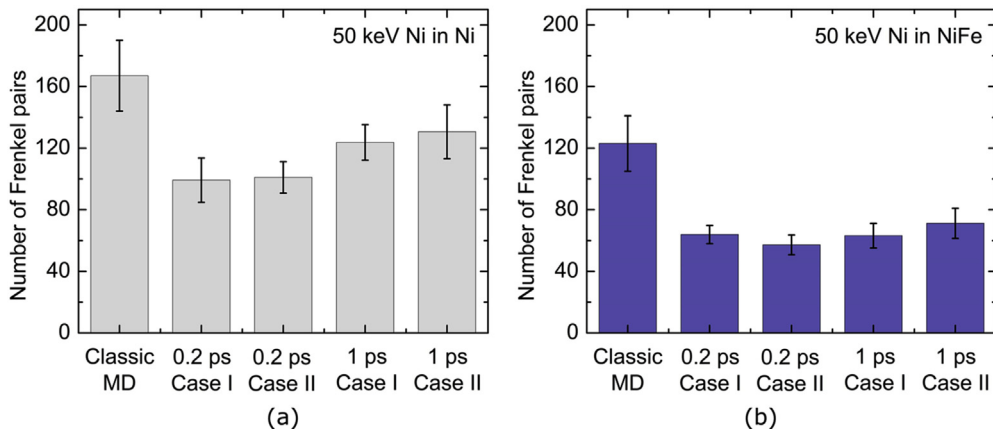 50 keV Ni in Ni
Number of Frenkel pairs
200
160
120
80
40
0
Classic MD
0.2 ps Case I
0.2 ps Case II
1 ps Case I
1 ps Case II
(a)
50 keV Ni in NiFe
Number of Frenkel pairs
200
160
120
80
40
0
Classic MD
0.2 ps Case I
0.2 ps Case II
1 ps Case I
1 ps Case II
(b)